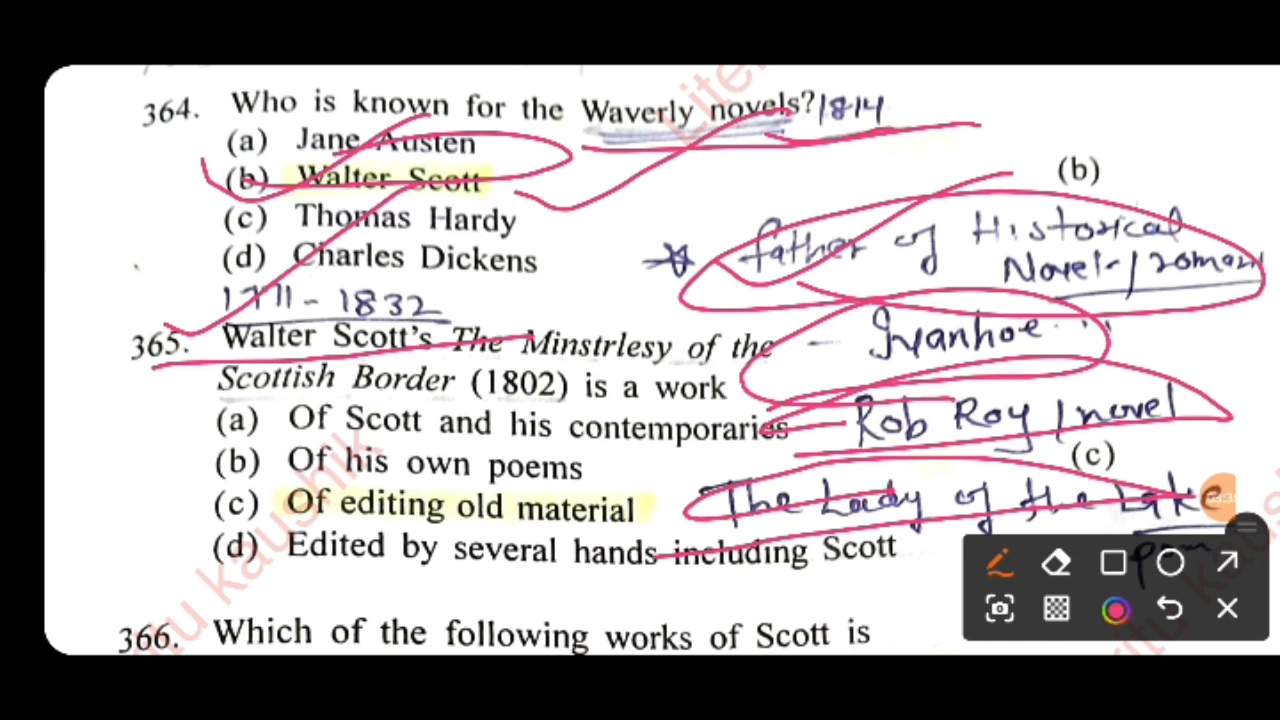 364. Who is known for the Waverly novels? 1814
(a) Jane Austen
(b) Walter Scott
(b)
(c) Thomas Hardy
(d) Charles Dickens
father of Historical
Novel-/
- 1832
365. Walter Scott's The Minstrlesy of the
- Ivanhoe
Scottish Border (1802) is a work
(a) Of Scott and his contemporaries
Rob Roy / novel
(b) Of his own poems
(c)
(c) Of editing old material
The Lady of the Lake
(d) Edited by several hands including Scott
366. Which of the following works of Scott is
ritu kaushik